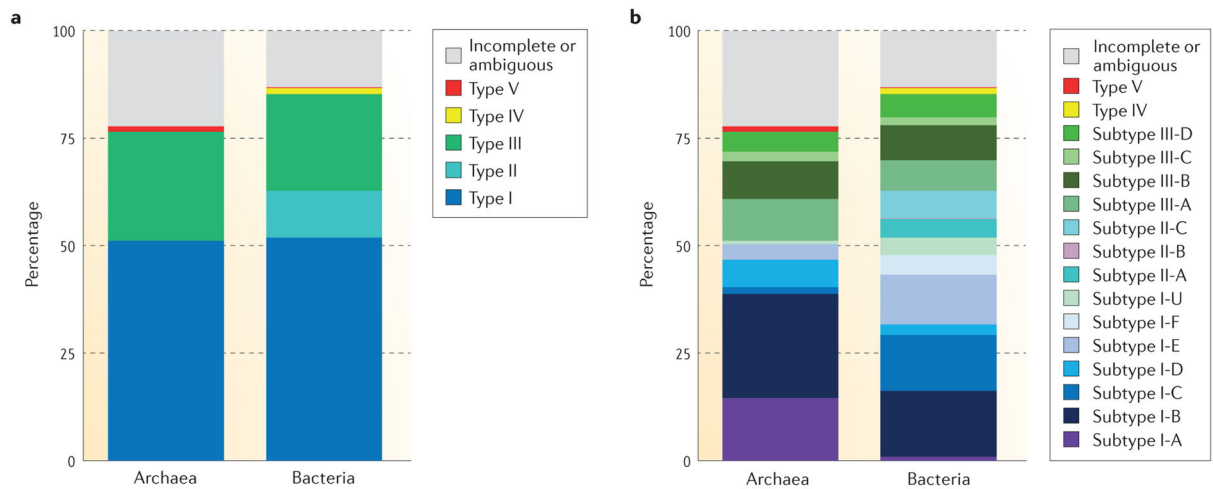 a
Percentage
100
75
50
25
0
Archaea
Bacteria
Incomplete or
ambiguous
Type V
Type IV
Type III
Type II
Type I
b
Percentage
100
75
50
25
0
Archaea
Bacteria
Incomplete or
ambiguous
Type V
Type IV
Subtype III-D
Subtype III-C
Subtype III-B
Subtype III-A
Subtype II-C
Subtype II-B
Subtype II-A
Subtype I-U
Subtype I-F
Subtype I-E
Subtype I-D
Subtype I-C
Subtype I-B
Subtype I-A